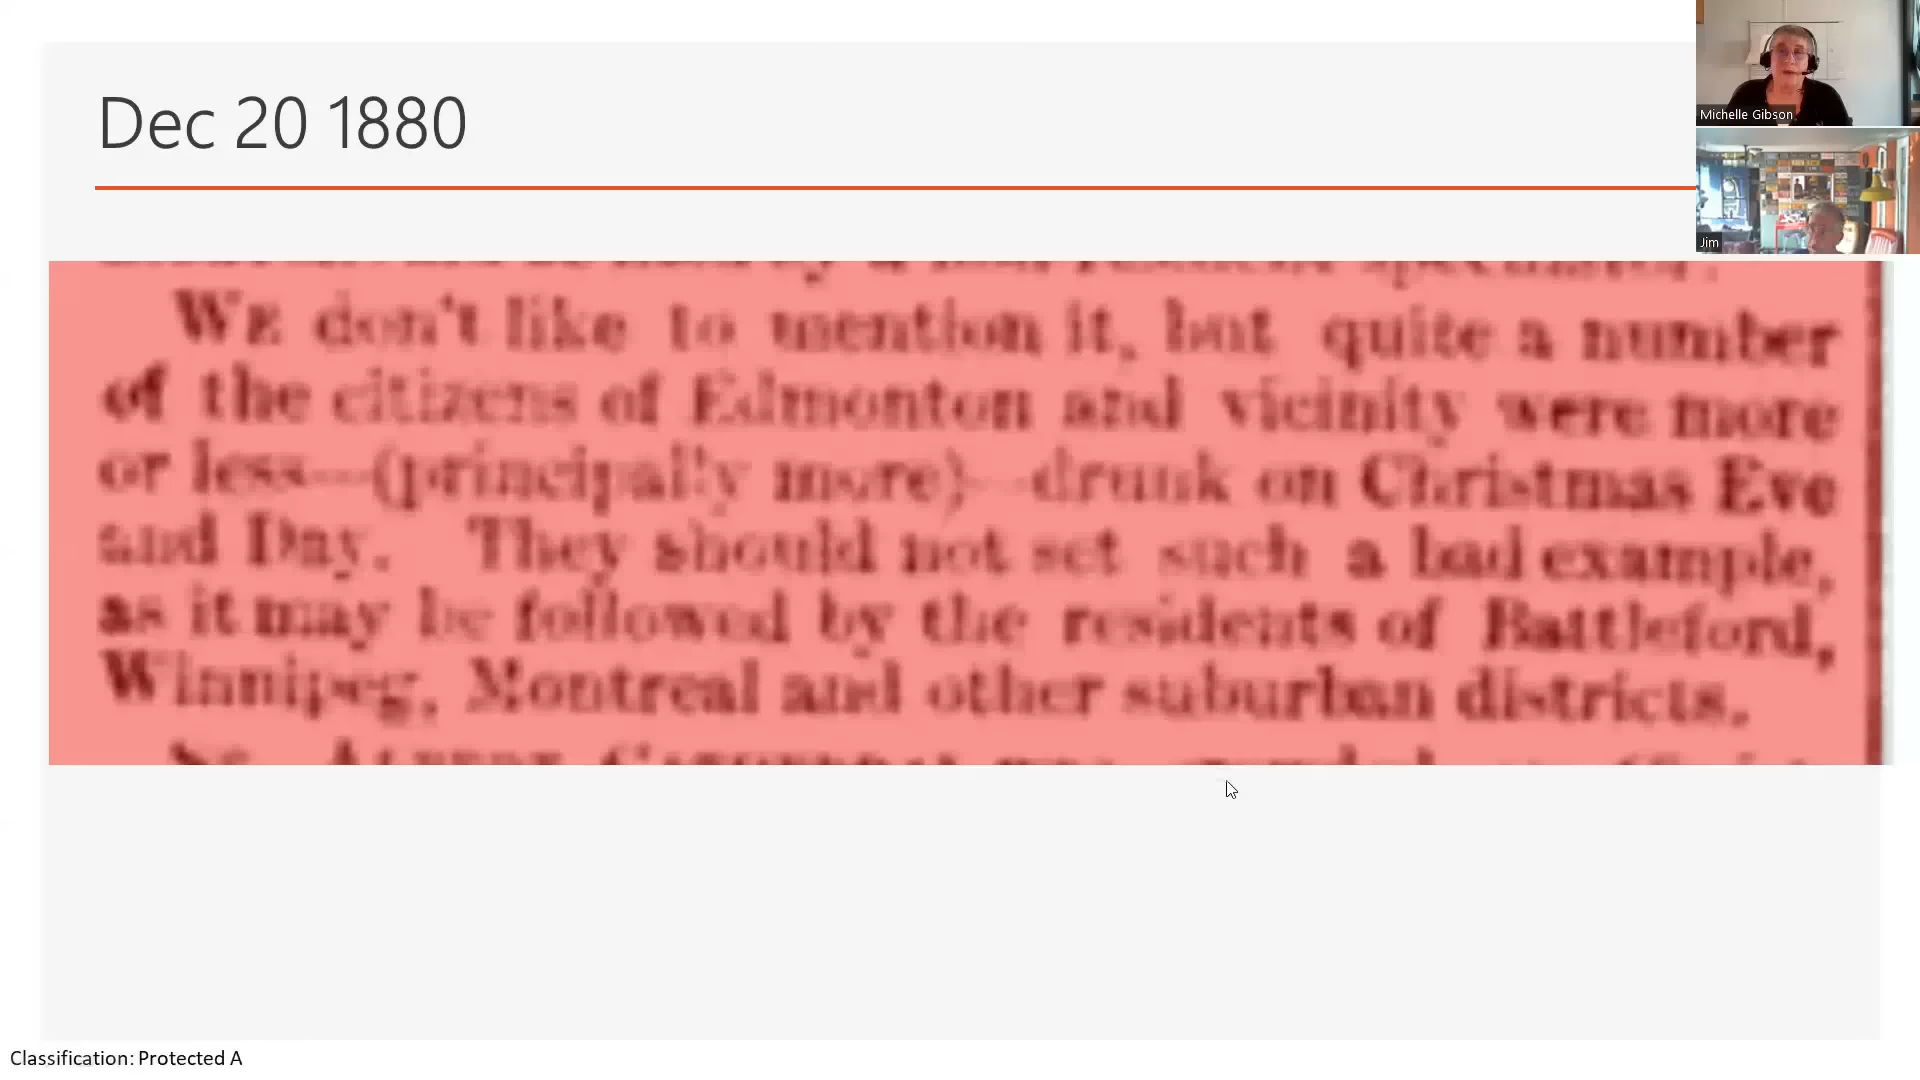 Dec 20 1880
Michelle Gibson
Jim
WE don't like to mention it, but quite a number
of the citizens of Edmonton and vicinity were more
or less—(principally more)—drunk on Christmas Eve
and Day. They should not set such a bad example,
as it may be followed by the residents of Battleford,
Winnipeg, Montreal and other suburban districts.
Classification: Protected A